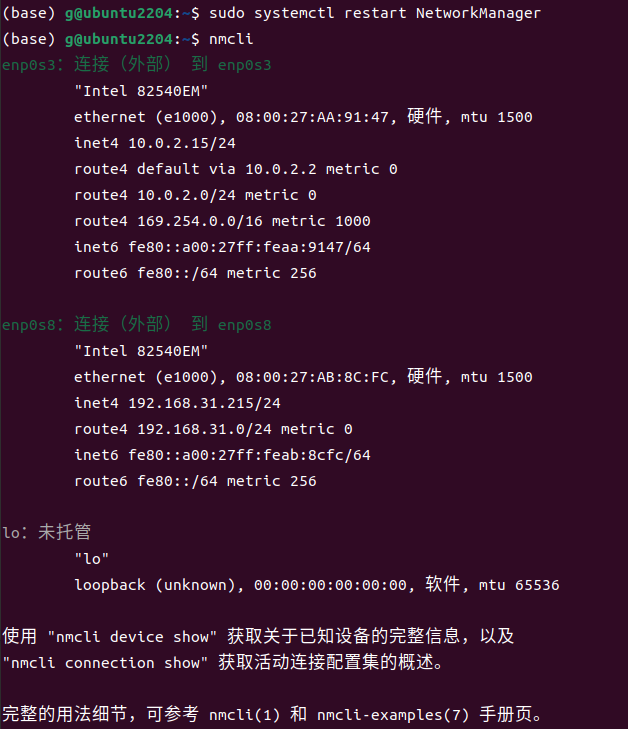 (base) g@ubuntu2204:~$ sudo systemctl restart NetworkManager
(base) g@ubuntu2204:~$ nmcli
enp0s3：连接（外部） 到 enp0s3
"Intel 82540EM"
ethernet (e1000), 08:00:27:AA:91:47, 硬件, mtu 1500
inet4 10.0.2.15/24
route4 default via 10.0.2.2 metric 0
route4 10.0.2.0/24 metric 0
route4 169.254.0.0/16 metric 1000
inet6 fe80::a00:27ff:feaa:9147/64
route6 fe80::/64 metric 256
enp0s8：连接（外部） 到 enp0s8
"Intel 82540EM"
ethernet (e1000), 08:00:27:AB:8C:FC, 硬件, mtu 1500
inet4 192.168.31.215/24
route4 192.168.31.0/24 metric 0
inet6 fe80::a00:27ff:feab:8cfc/64
route6 fe80::/64 metric 256
lo：未托管
"lo"
loopback (unknown), 00:00:00:00:00:00, 软件, mtu 65536
使用 "nmcli device show" 获取关于已知设备的完整信息，以及
"nmcli connection show" 获取活动连接配置集的概述。
完整的用法细节，可参考 nmcli(1) 和 nmcli-examples(7) 手册页。